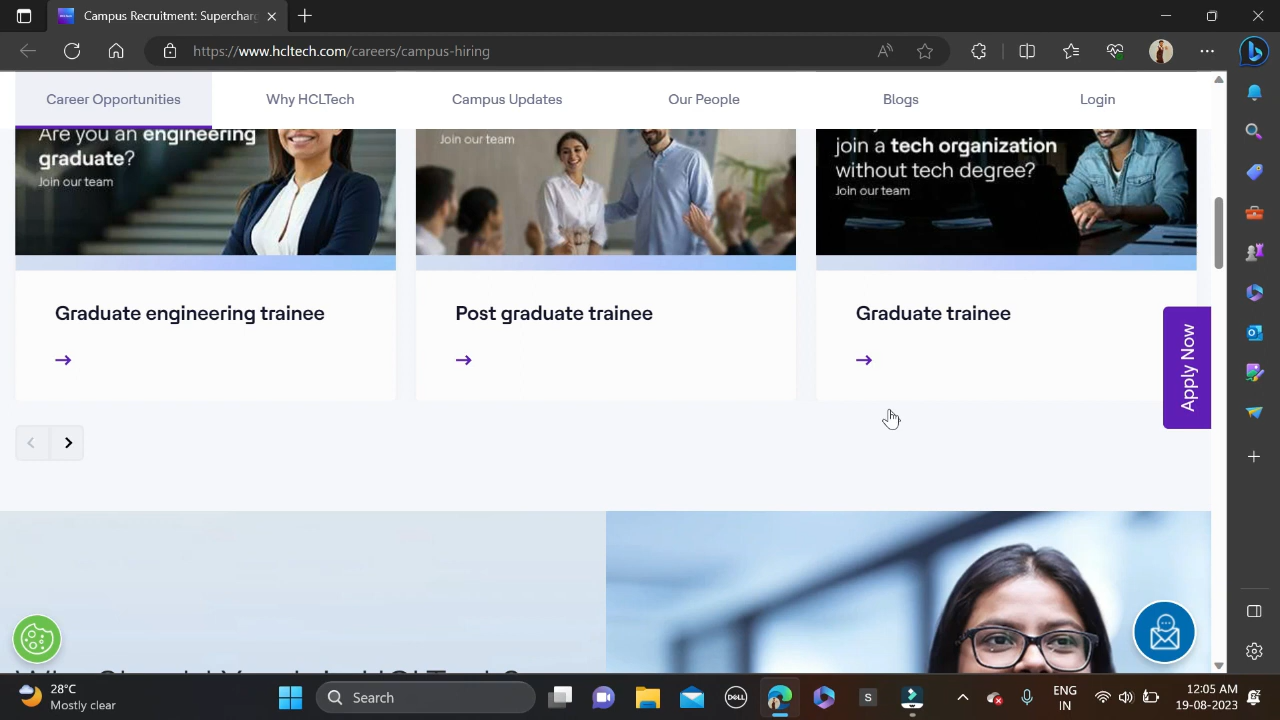 Campus Recruitment: Supercharg
https://www.hcltech.com/careers/campus-hiring
Career Opportunities
Why HCLTech
Campus Updates
Our People
Blogs
Login
Are you an engineering
graduate?
Join our team
Join our team
join a tech organization
without tech degree?
Join our team
Graduate engineering trainee
Post graduate trainee
Graduate trainee
Apply Now
28°C
Mostly clear
Search
DELL
S
ENG
IN
12:05 AM
19-08-2023